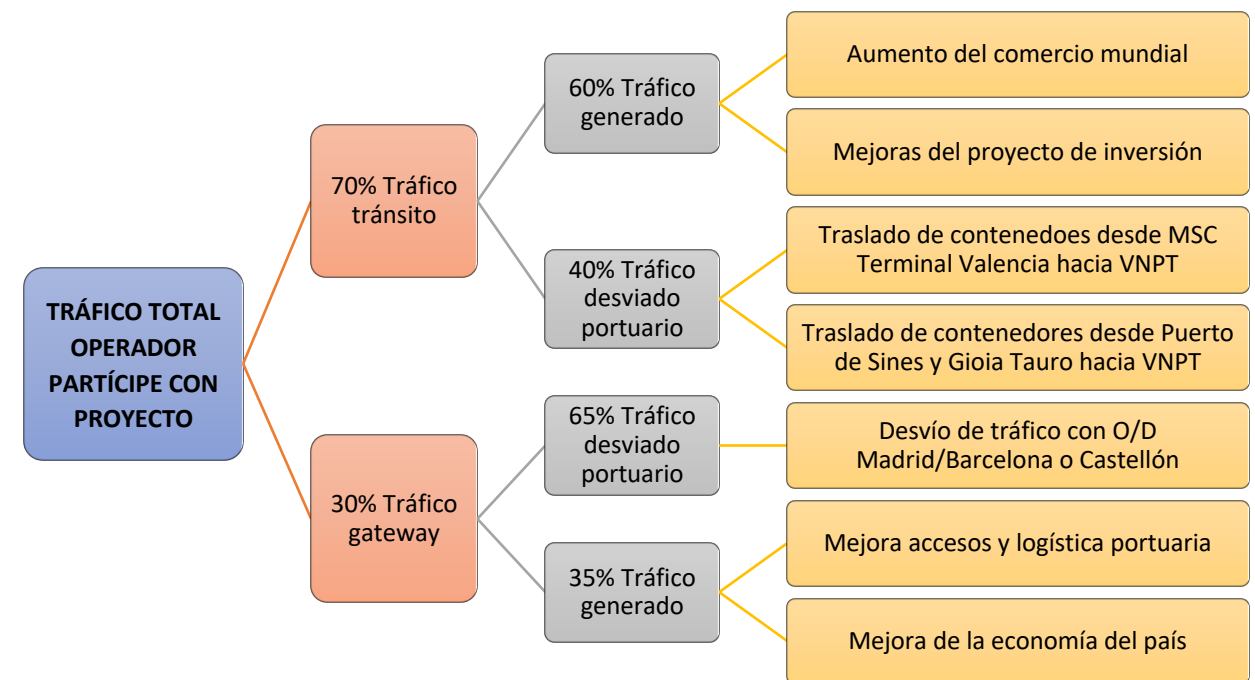 TRÁFICO TOTAL
OPERADOR
PARTÍCIPE CON
PROYECTO
70% Tráfico
tránsito
60% Tráfico
generado
Aumento del comercio mundial
Mejoras del proyecto de inversión
40% Tráfico
desviado
portuario
Traslado de contenedoes desde MSC
Terminal Valencia hacia VNPT
Traslado de contenedores desde Puerto
de Sines y Gioia Tauro hacia VNPT
30% Tráfico
gateway
65% Tráfico
desviado
portuario
Desvío de tráfico con O/D
Madrid/Barcelona o Castellón
35% Tráfico
generado
Mejora accesos y logística portuaria
Mejora de la economía del país